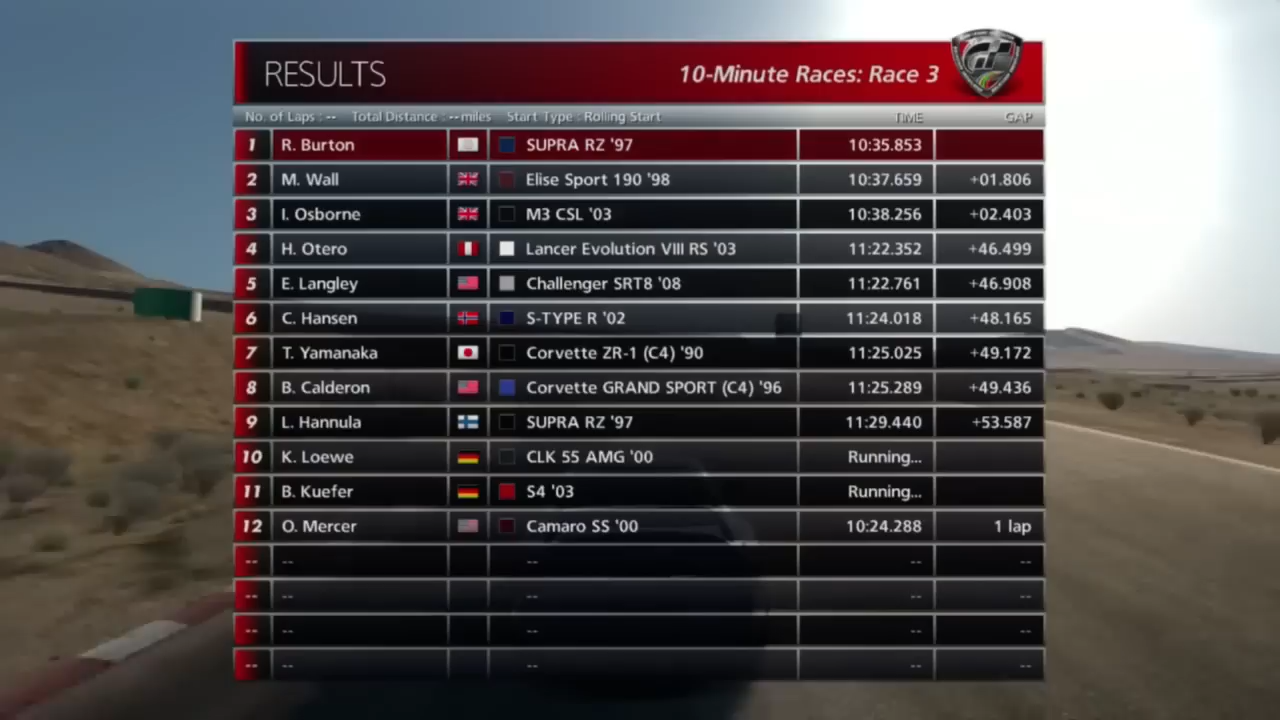 RESULTS 10-Minute Races: Race 3
No. of Laps : -- Total Distance : --miles Start Type : Rolling Start TIME GAP
1 R. Burton SUPRA RZ '97 10:35.853
2 M. Wall Elise Sport 190 '98 10:37.659 +01.806
3 I. Osborne M3 CSL '03 10:38.256 +02.403
4 H. Otero Lancer Evolution VIII RS '03 11:22.352 +46.499
5 E. Langley Challenger SRT8 '08 11:22.761 +46.908
6 C. Hansen S-TYPE R '02 11:24.018 +48.165
7 T. Yamanaka Corvette ZR-1 (C4) '90 11:25.025 +49.172
8 B. Calderon Corvette GRAND SPORT (C4) '96 11:25.289 +49.436
9 L. Hannula SUPRA RZ '97 11:29.440 +53.587
10 K. Loewe CLK 55 AMG '00 Running...
11 B. Kuefer S4 '03 Running...
12 O. Mercer Camaro SS '00 10:24.288 1 lap
-- -- -- -- --
-- -- -- -- --
-- -- -- -- --
-- -- -- -- --